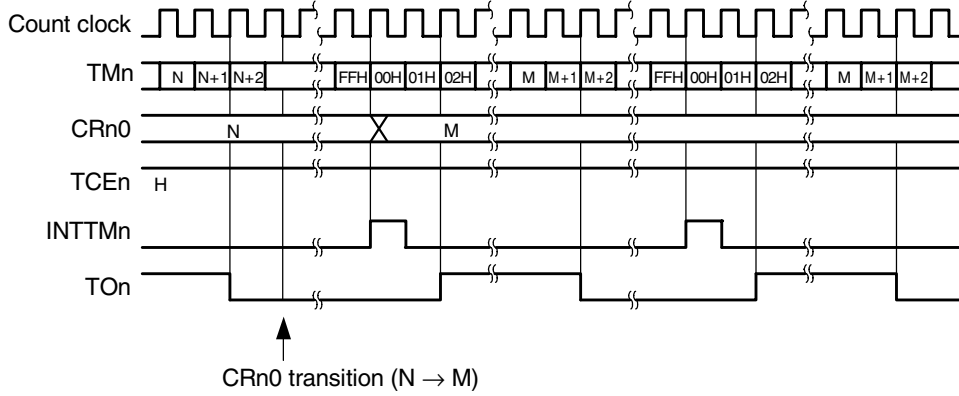 Count clock
TMn N N+1 N+2 FFH 00H 01H 02H M M+1 M+2 FFH 00H 01H 02H M M+1 M+2
CRn0 N M
TCEn H
INTTMn
TOn
CRn0 transition (N → M)